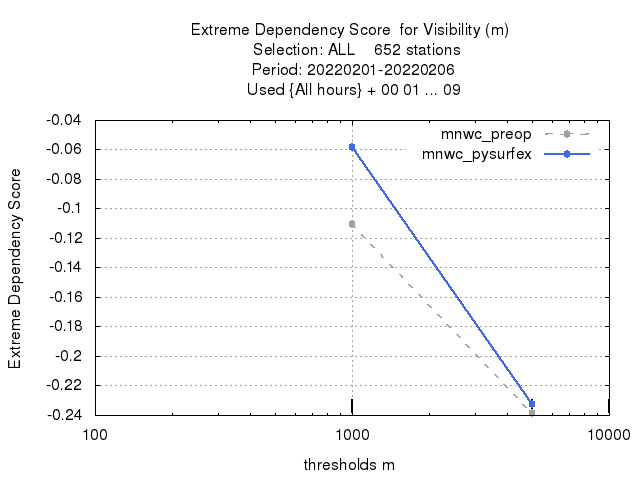 Extreme Dependency Score  for Visibility (m)
Selection: ALL    652 stations
Period: 20220201-20220206
Used {All hours} + 00 01 ... 09
mnwc_preop
mnwc_pysurfex
Extreme Dependency Score
-0.04
-0.06
-0.08
-0.1
-0.12
-0.14
-0.16
-0.18
-0.2
-0.22
-0.24
100
1000
10000
thresholds m